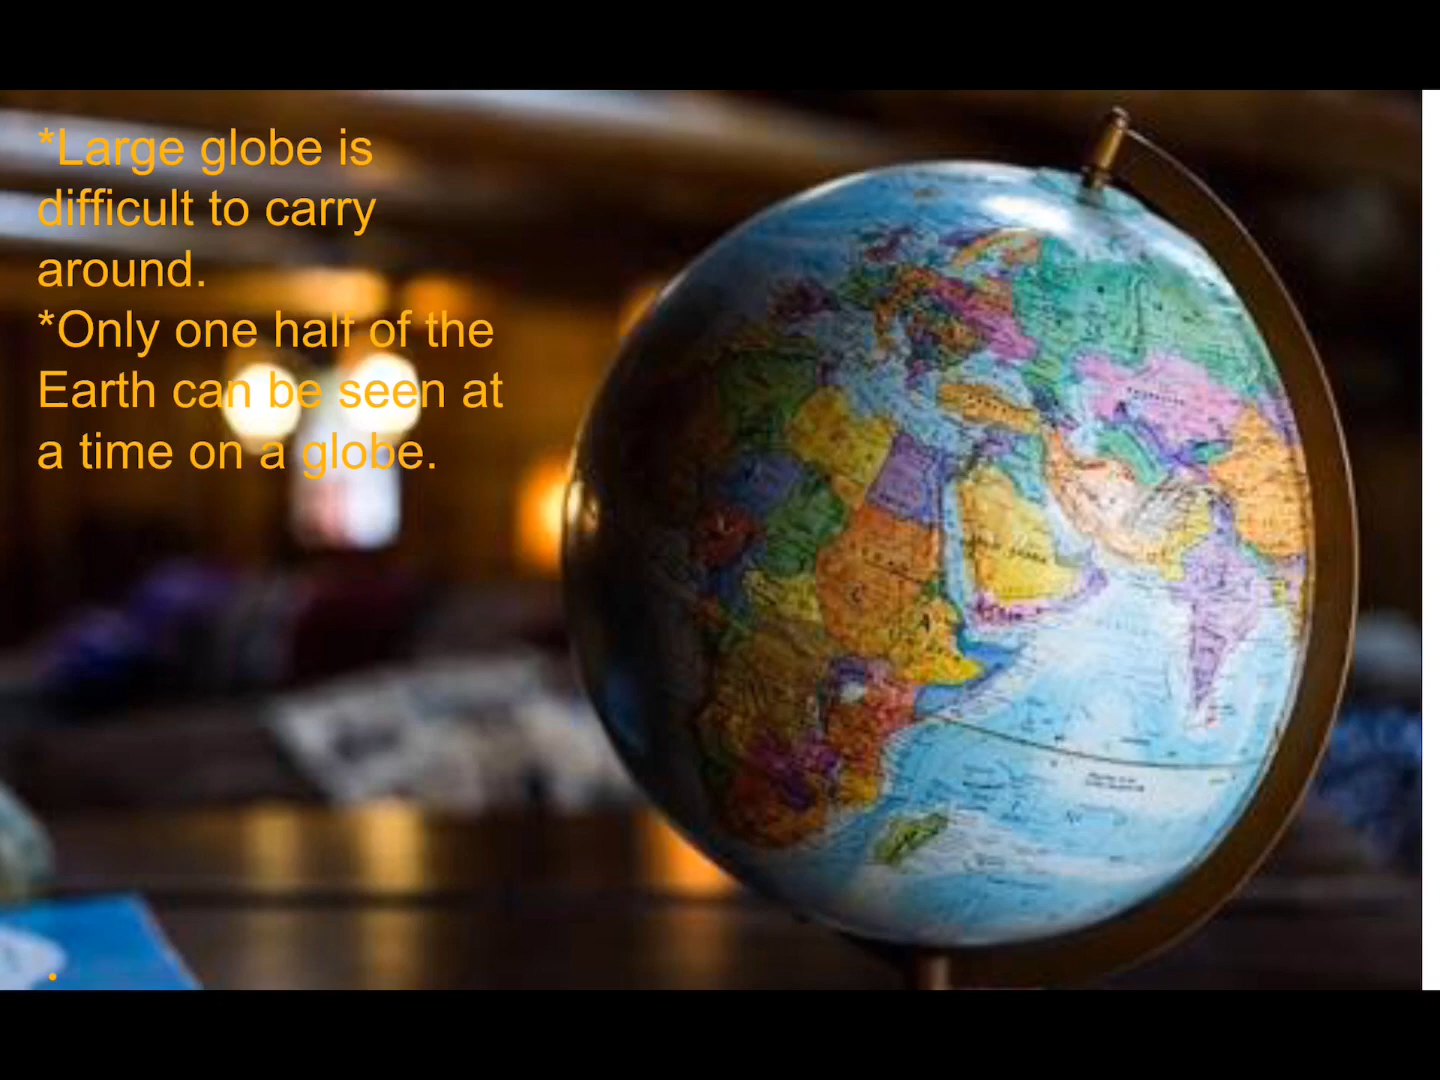 *Large globe is
difficult to carry
around.
*Only one half of the
Earth can be seen at
a time on a globe.